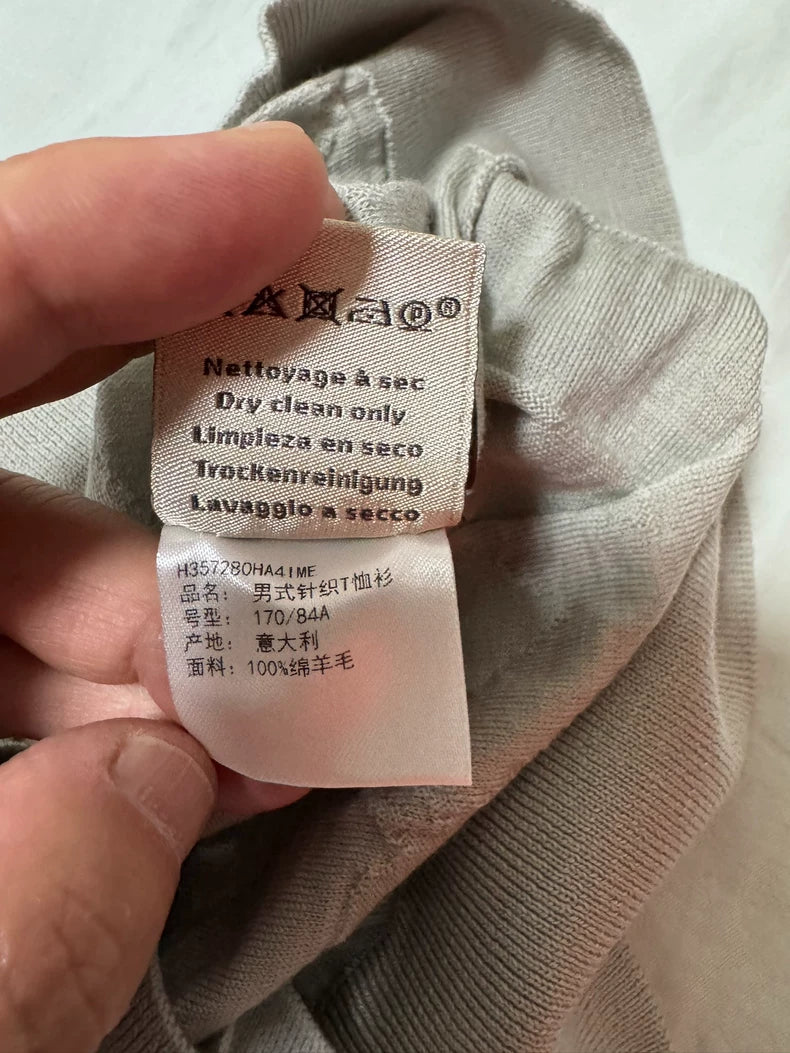 P ®
Nettoyage à sec
Dry clean only
Limpieza en seco
Trockenreinigung
Lavaggio a secco
H357280HA41ME
品名: 男式针织T恤衫
号型: 170/84A
产地: 意大利
面料: 100%绵羊毛